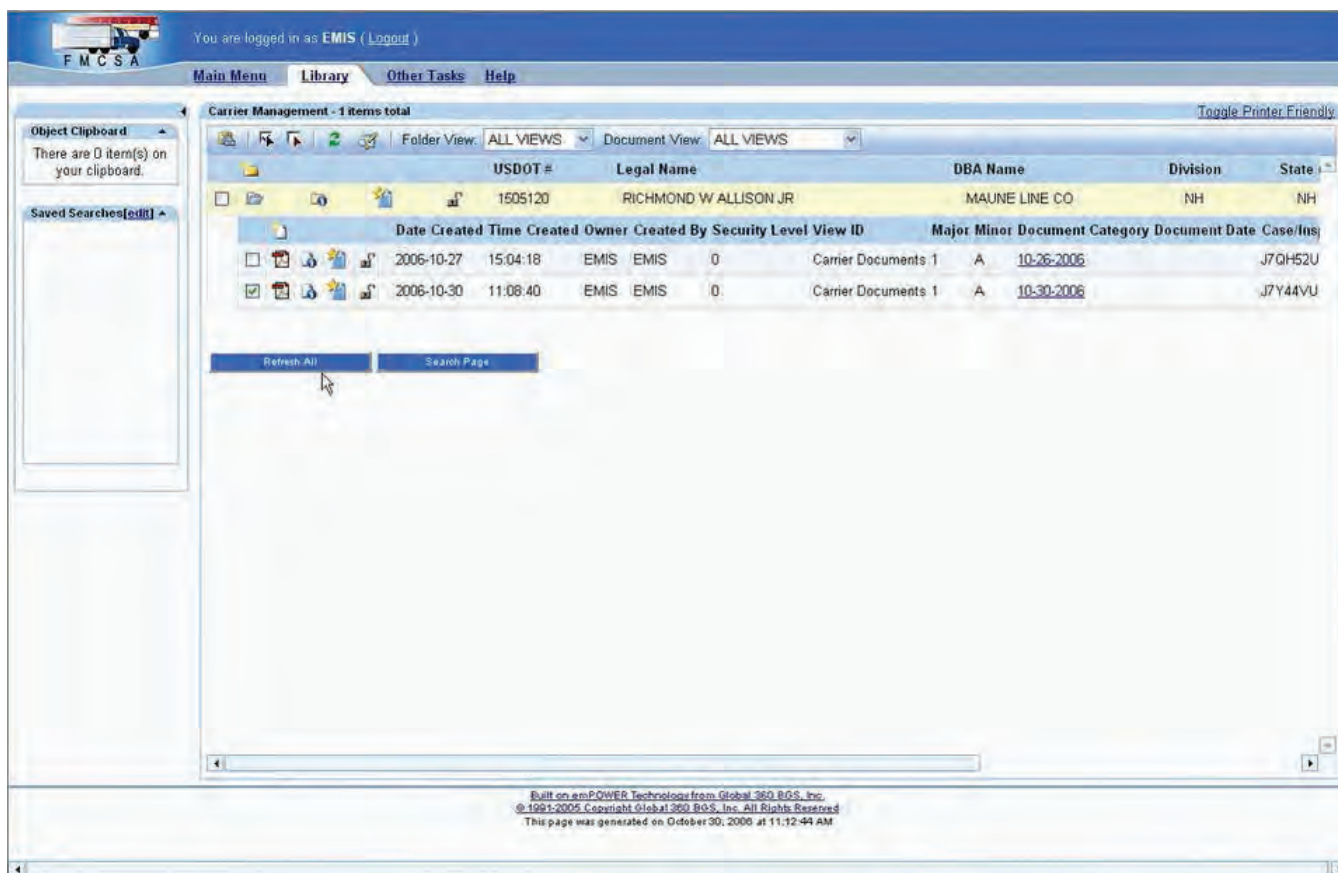 FMCSA
You are logged in as EMIS ( Logout )
Main Menu Library Other Tasks Help
Object Clipboard
There are 0 item(s) on
your clipboard.
Saved Searches[edit]
Carrier Management - 1 items total Toggle Printer Friendly
Folder View: ALL VIEWS Document View: ALL VIEWS
USDOT # Legal Name DBA Name Division State
1505120 RICHMOND W ALLISON JR MAUNE LINE CO NH NH
Date Created Time Created Owner Created By Security Level View ID Major Minor Document Category Document Date Case/Insp
2006-10-27 15:04:18 EMIS EMIS 0 Carrier Documents 1 A 10-26-2006 J7QH52U
2006-10-30 11:08:40 EMIS EMIS 0 Carrier Documents 1 A 10-30-2006 J7Y44VU
Refresh All Search Page
Built on emPOWER Technology from Global 360 BGS, Inc.
© 1991-2005 Copyright Global 360 BGS, Inc. All Rights Reserved
This page was generated on October 30, 2006 at 11:12:44 AM